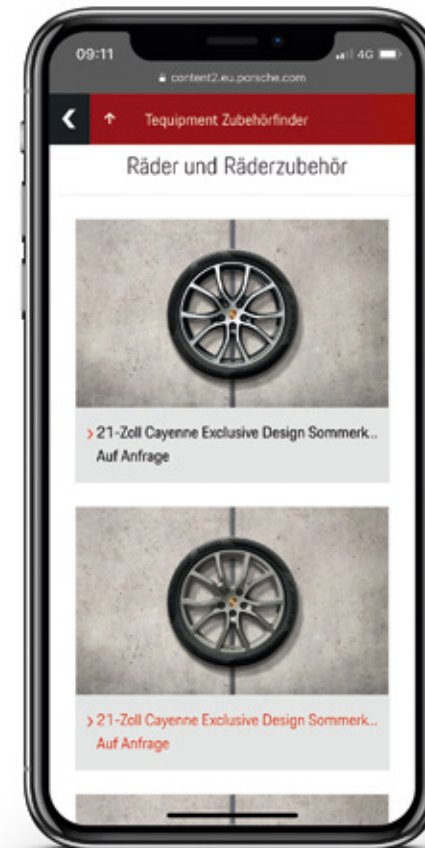 09:11
4G
content2.eu.porsche.com
Tequipment Zubehörfinder
Räder und Räderzubehör
21-Zoll Cayenne Exclusive Design Sommerk...
Auf Anfrage
21-Zoll Cayenne Exclusive Design Sommerk...
Auf Anfrage